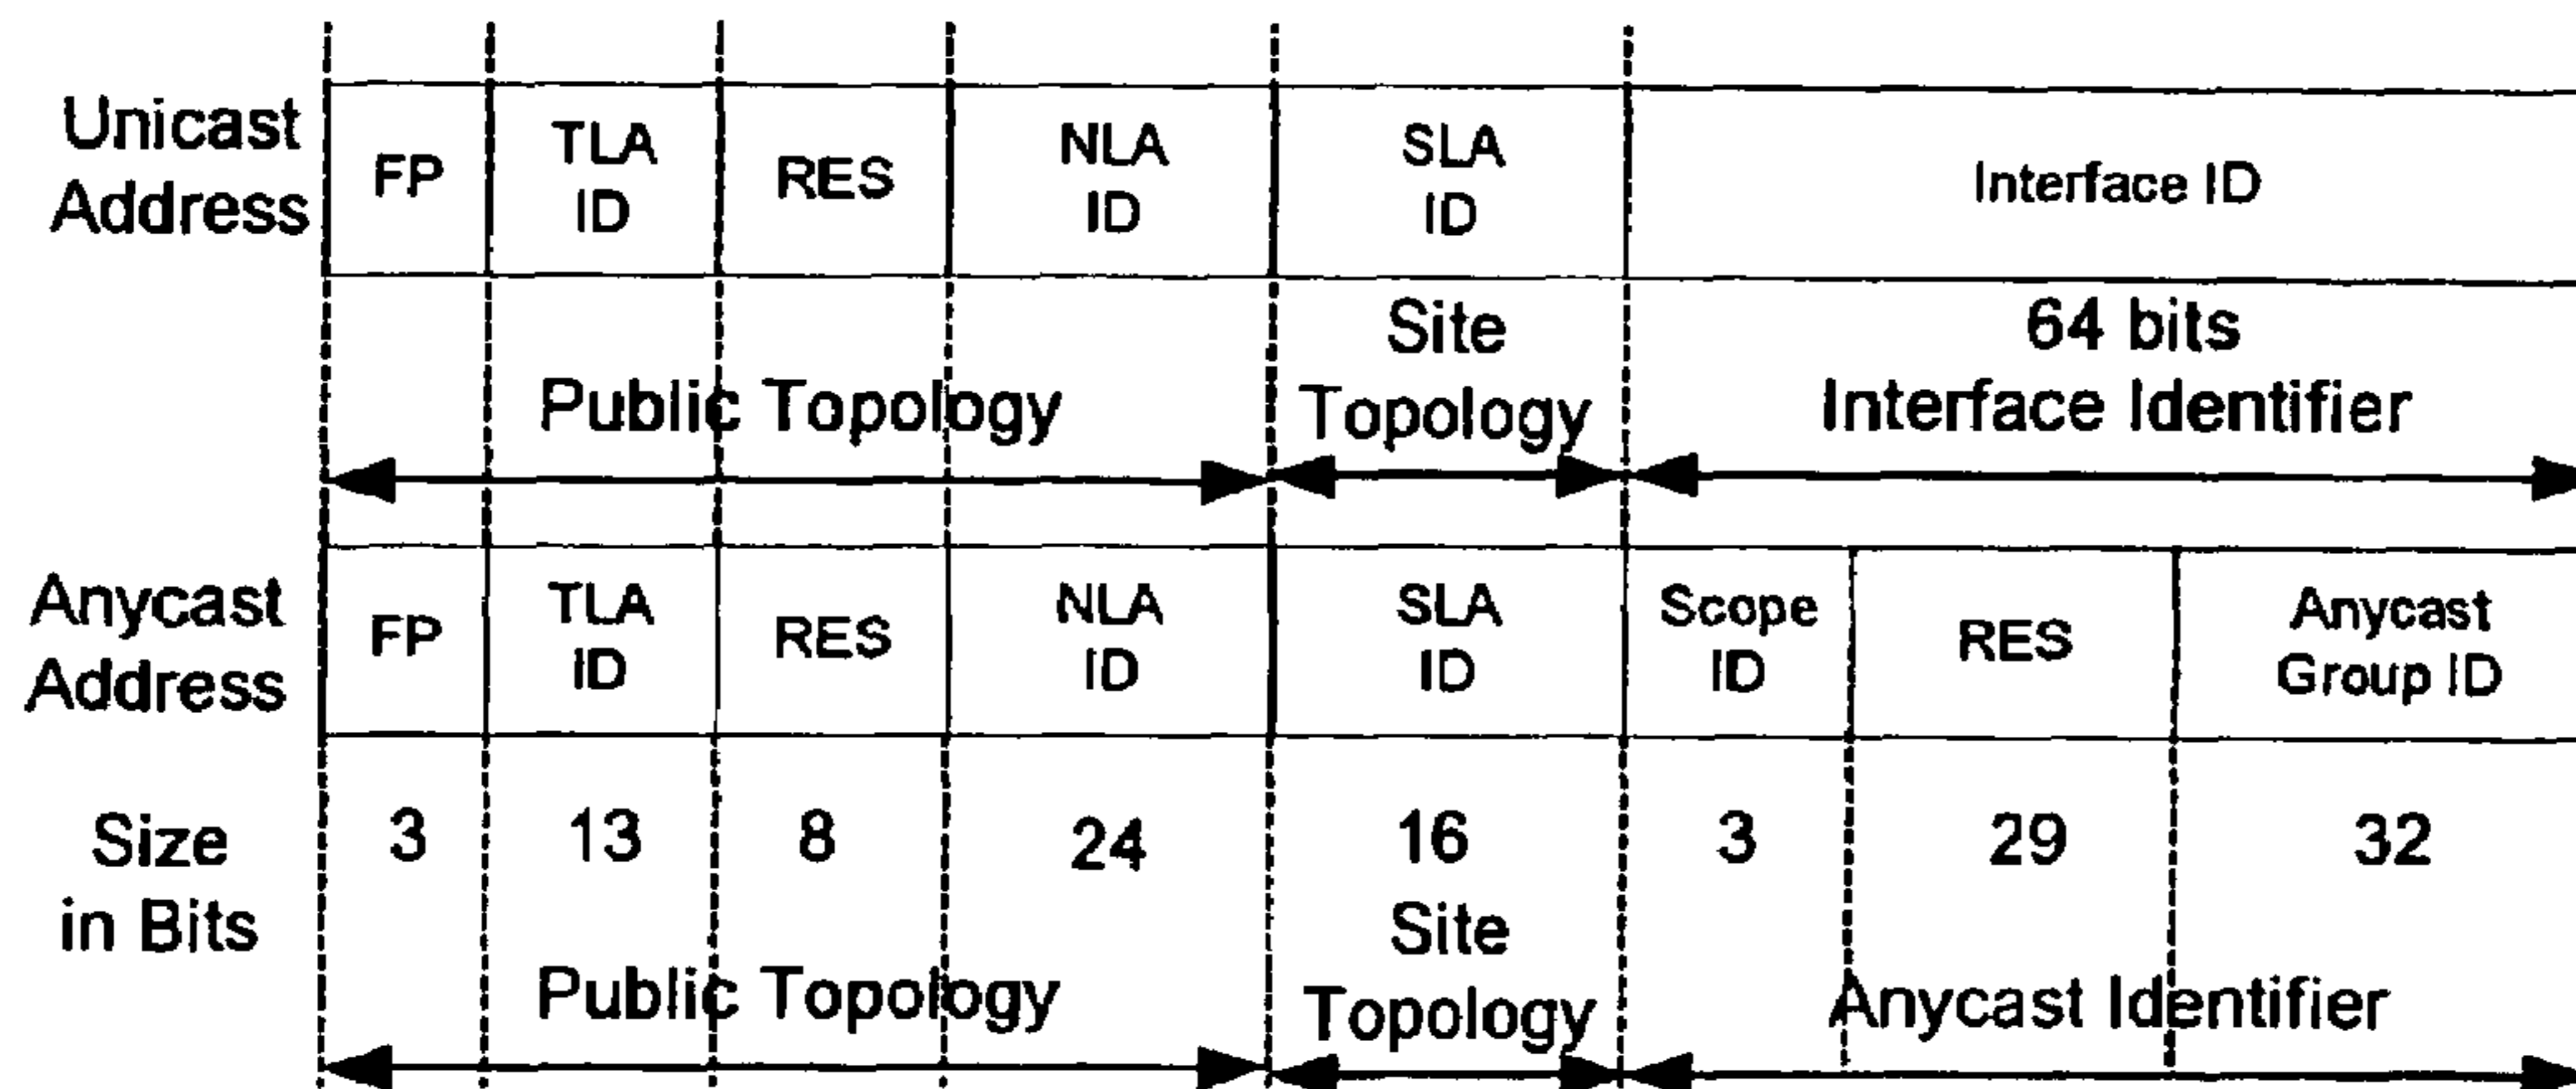 Unicast
Address
FP
TLA
ID
RES
NLA
ID
SLA
ID
Interface ID
Public Topology
Site
Topology
64 bits
Interface Identifier
Anycast
Address
FP
TLA
ID
RES
NLA
ID
SLA
ID
Scope
ID
RES
Anycast
Group ID
Size
in Bits
3
13
8
24
16
3
29
32
Public Topology
Site
Topology
Anycast Identifier